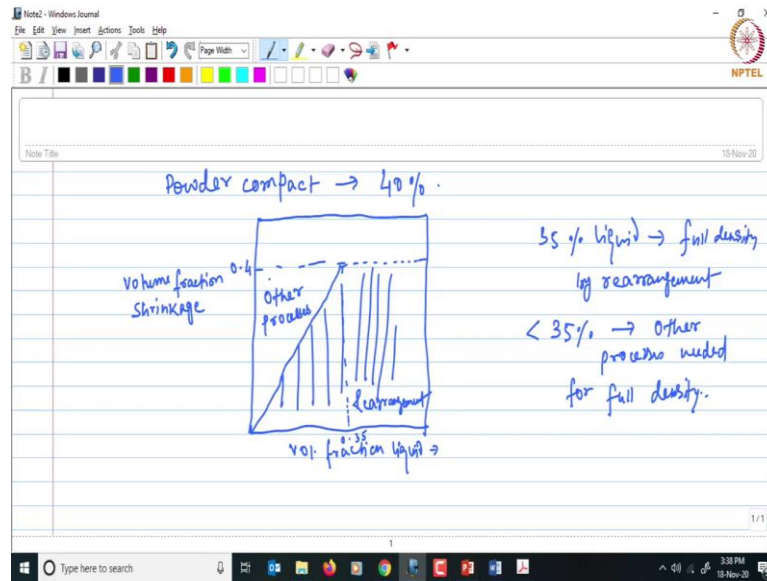 Note2 - Windows Journal
File Edit View Insert Actions Tools Help
Page Width
B I
NPTEL
Note Title
18-Nov-20
Powder compact → 40%.
volume fraction
shrinkage
0.4
Other
processes
Rearrangement
0.35
vol. fraction liquid →
35 % liquid → full density
by rearrangement
< 35% → Other
processes needed
for full density.
1/1
1
Type here to search
3:38 PM
18-Nov-20